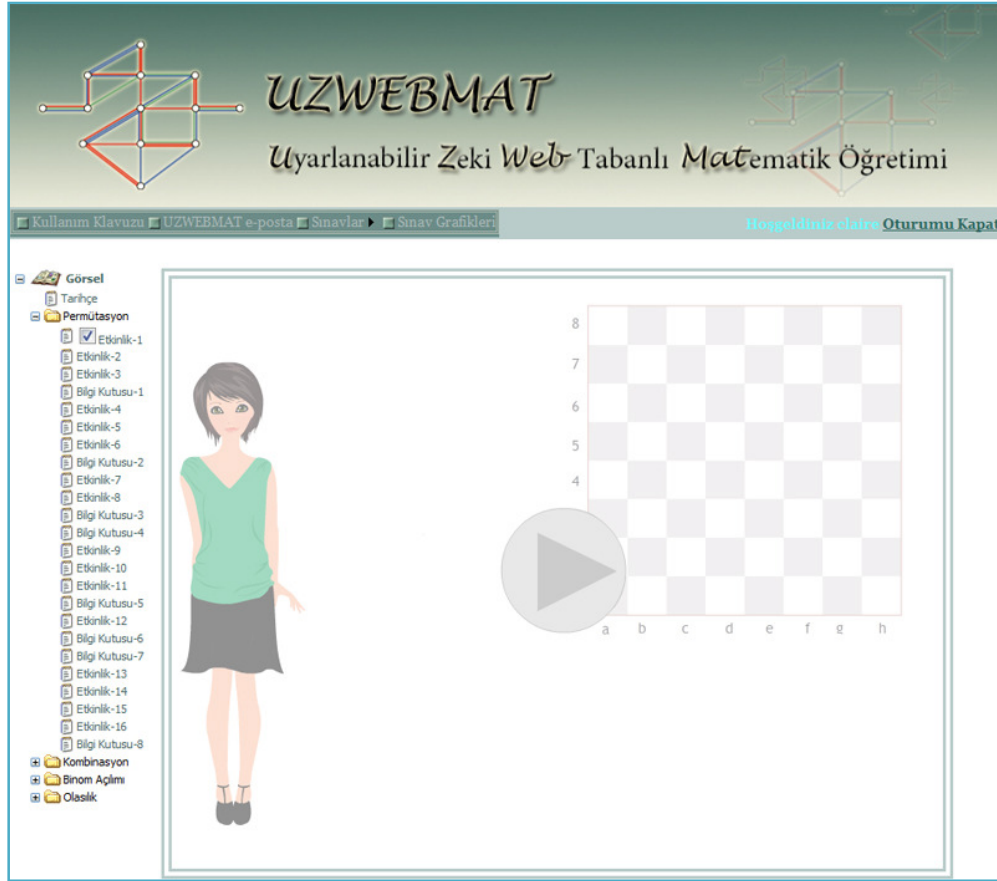 UZWEBMAT
Uyarlanabilir Zeki Web Tabanlı Matematik Öğretimi
Kullanım Klavuzu UZWEBMAT e-posta Sınavlar Sınav Grafikleri Hoşgeldiniz claire Oturumu Kapat
Görsel
Tarihçe
Permütasyon
Etkinlik-1
Etkinlik-2
Etkinlik-3
Bilgi Kutusu-1
Etkinlik-4
Etkinlik-5
Etkinlik-6
Bilgi Kutusu-2
Etkinlik-7
Etkinlik-8
Bilgi Kutusu-3
Bilgi Kutusu-4
Etkinlik-9
Etkinlik-10
Etkinlik-11
Bilgi Kutusu-5
Etkinlik-12
Bilgi Kutusu-6
Bilgi Kutusu-7
Etkinlik-13
Etkinlik-14
Etkinlik-15
Etkinlik-16
Bilgi Kutusu-8
Kombinasyon
Binom Açılımı
Olasılık
8
7
6
5
4
a b c d e f g h